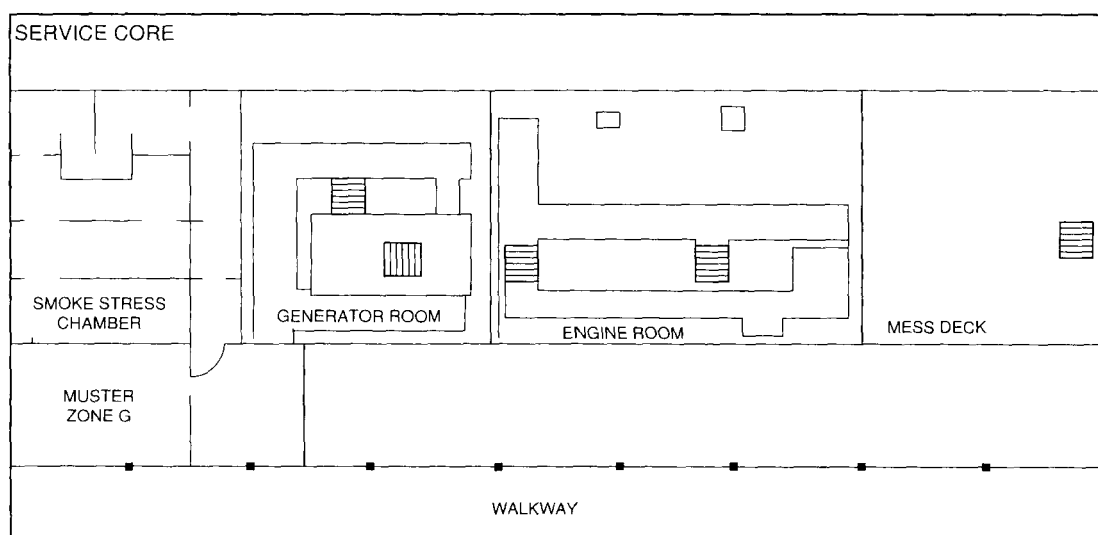 SERVICE CORE
SMOKE STRESS
CHAMBER
GENERATOR ROOM
ENGINE ROOM
MESS DECK
MUSTER
ZONE G
WALKWAY